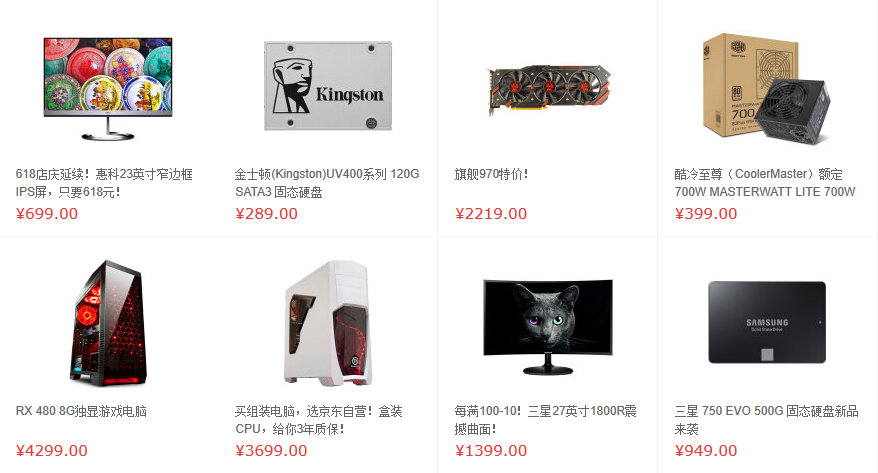 Kingston
MASTERWATT
700
618店庆延续！惠科23英寸窄边框
IPS屏，只要618元！
¥699.00
金士顿(Kingston)UV400系列 120G
SATA3 固态硬盘
¥289.00
旗舰970特价！
¥2219.00
酷冷至尊（CoolerMaster）额定
700W MASTERWATT LITE 700W
¥399.00
SAMSUNG
Solid State Drive
RX 480 8G独显游戏电脑
¥4299.00
买组装电脑，选京东自营！盒装
CPU，给你3年质保！
¥3699.00
每满100-10！三星27英寸1800R震
撼曲面！
¥1399.00
三星 750 EVO 500G 固态硬盘新品
来袭
¥949.00